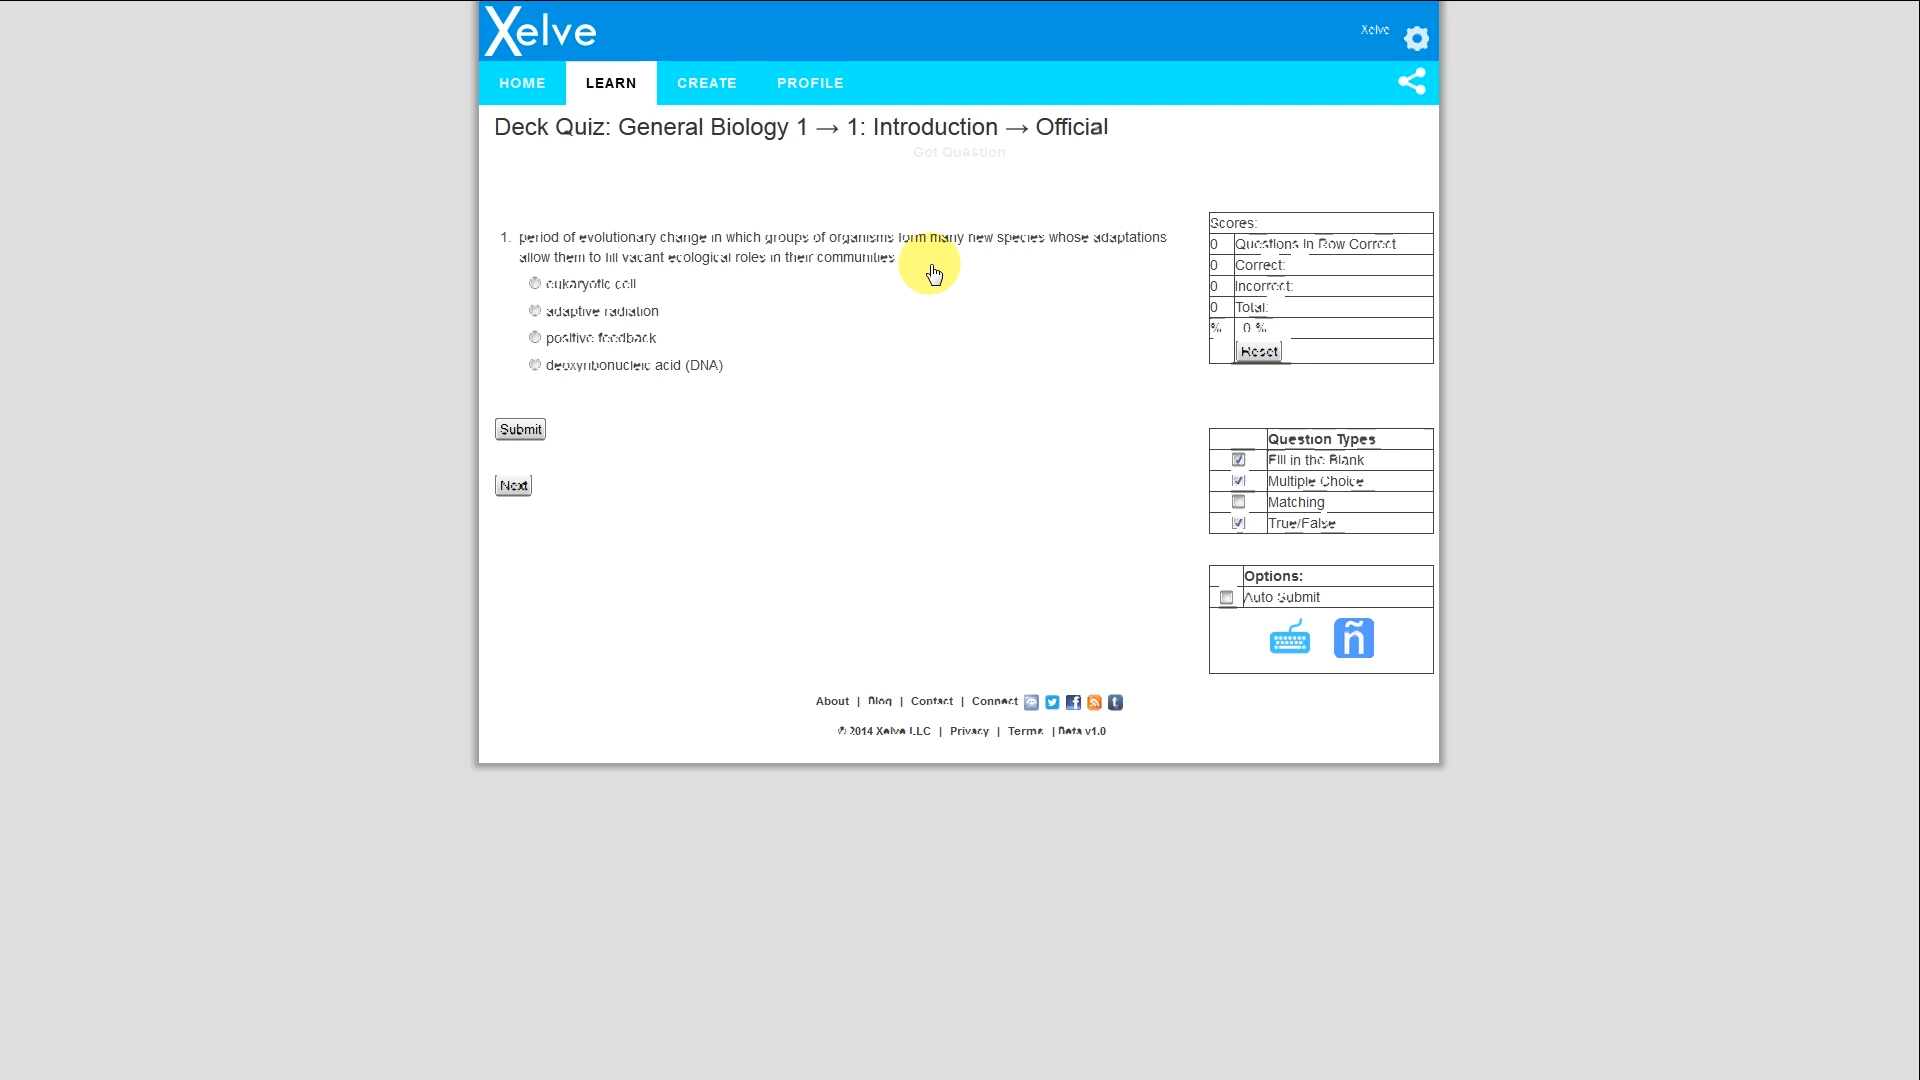 Xelve
Xelve
HOME LEARN CREATE PROFILE
Deck Quiz: General Biology 1 → 1: Introduction → Official
Got Question
1. period of evolutionary change in which groups of organisms form many new species whose adaptations
allow them to fill vacant ecological roles in their communities
eukaryotic cell
adaptive radiation
positive feedback
deoxyribonucleic acid (DNA)
Submit
Next
Scores:
0 Questions In Row Correct
0 Correct:
0 Incorrect:
0 Total:
% 0 %
Reset
Question Types
Fill in the Blank
Multiple Choice
Matching
True/False
Options:
Auto Submit
ñ
About | Blog | Contact | Connect
© 2014 Xelve LLC | Privacy | Terms | Beta v1.0